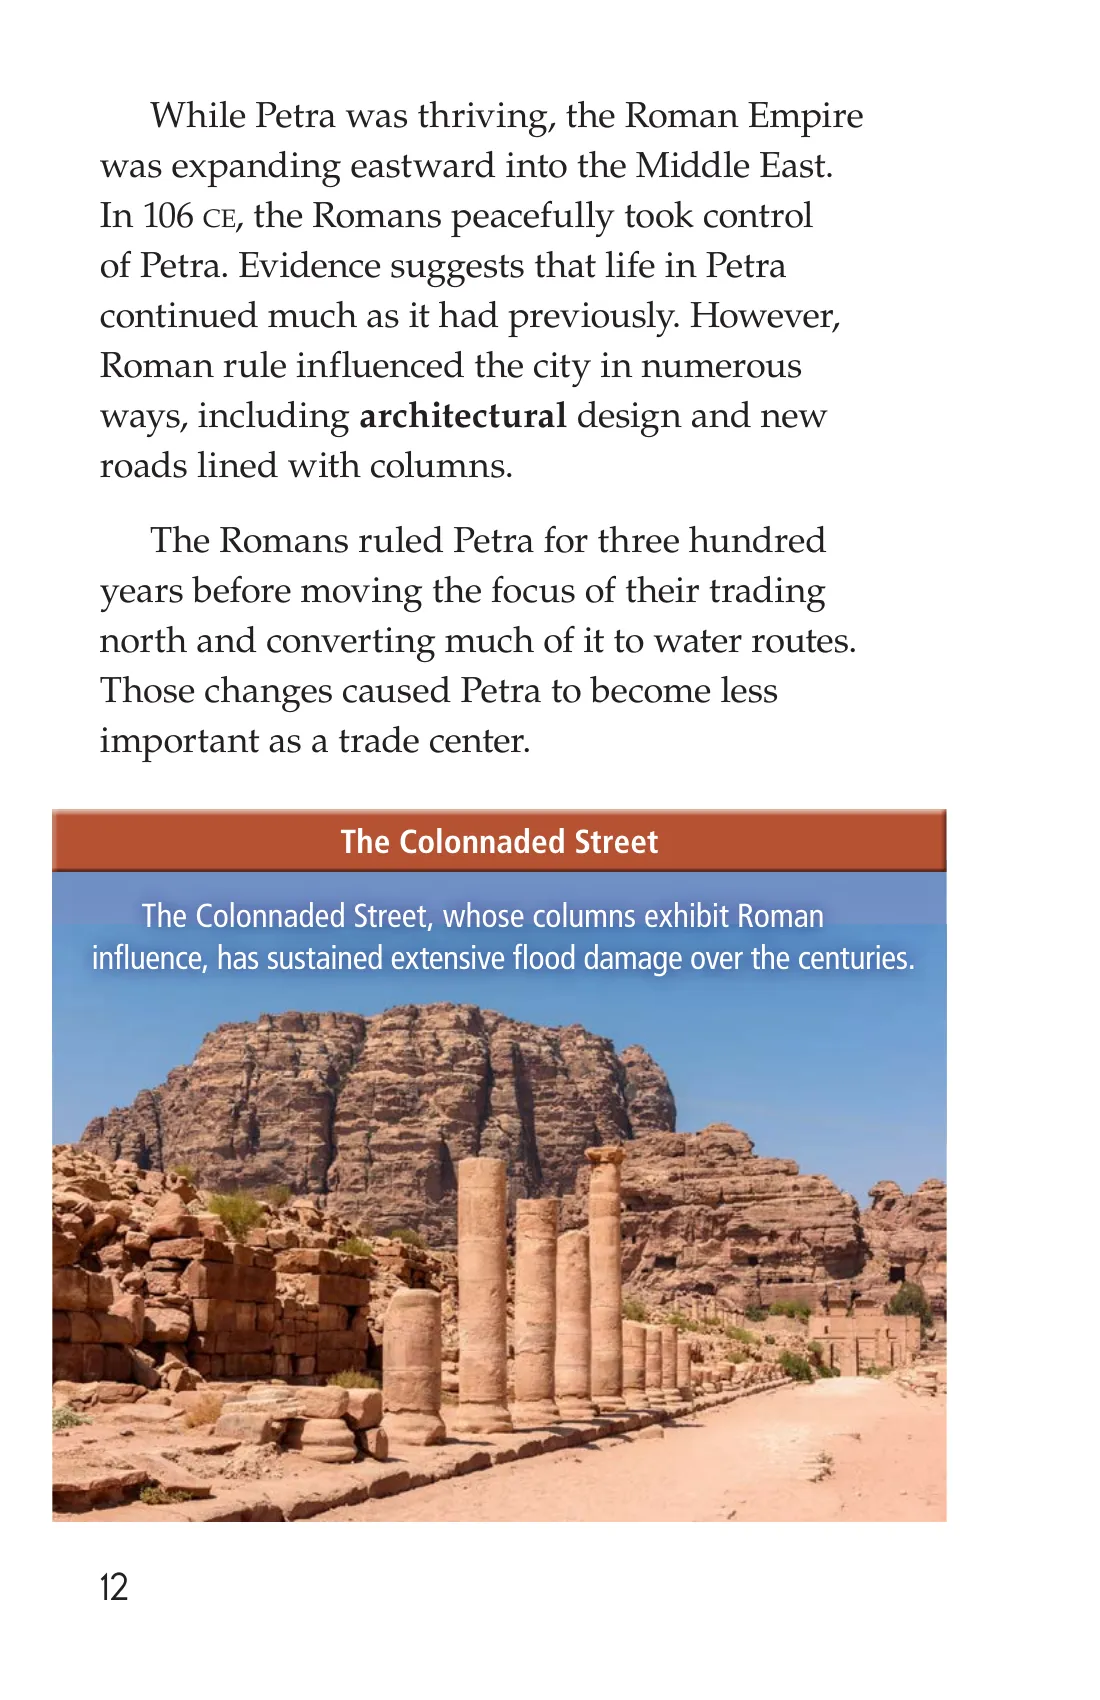 While Petra was thriving, the Roman Empire
was expanding eastward into the Middle East.
In 106 CE, the Romans peacefully took control
of Petra. Evidence suggests that life in Petra
continued much as it had previously. However,
Roman rule influenced the city in numerous
ways, including architectural design and new
roads lined with columns.
The Romans ruled Petra for three hundred
years before moving the focus of their trading
north and converting much of it to water routes.
Those changes caused Petra to become less
important as a trade center.
The Colonnaded Street
The Colonnaded Street, whose columns exhibit Roman
influence, has sustained extensive flood damage over the centuries.
12